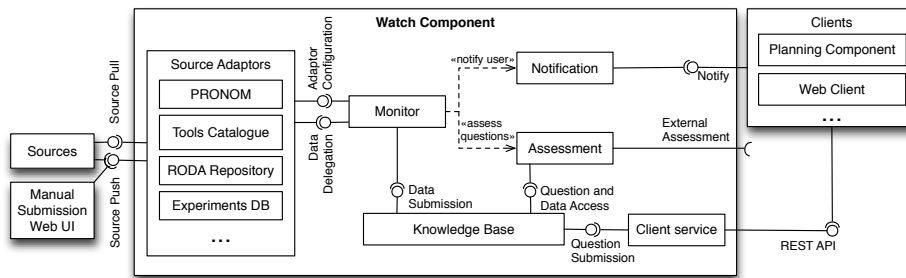 Watch Component
Clients
Planning Component
Web Client
...
Source Pull
Source Adaptors
PRONOM
Tools Catalogue
RODA Repository
Experiments DB
...
Adaptor
Configuration
«notify user»
Notification
Notify
Monitor
Sources
Data
Delegation
«assess
questions»
Assessment
External
Assessment
Manual
Submission
Web UI
Source Push
Data
Submission
Question and
Data Access
Knowledge Base
Question
Submission
Client service
REST API